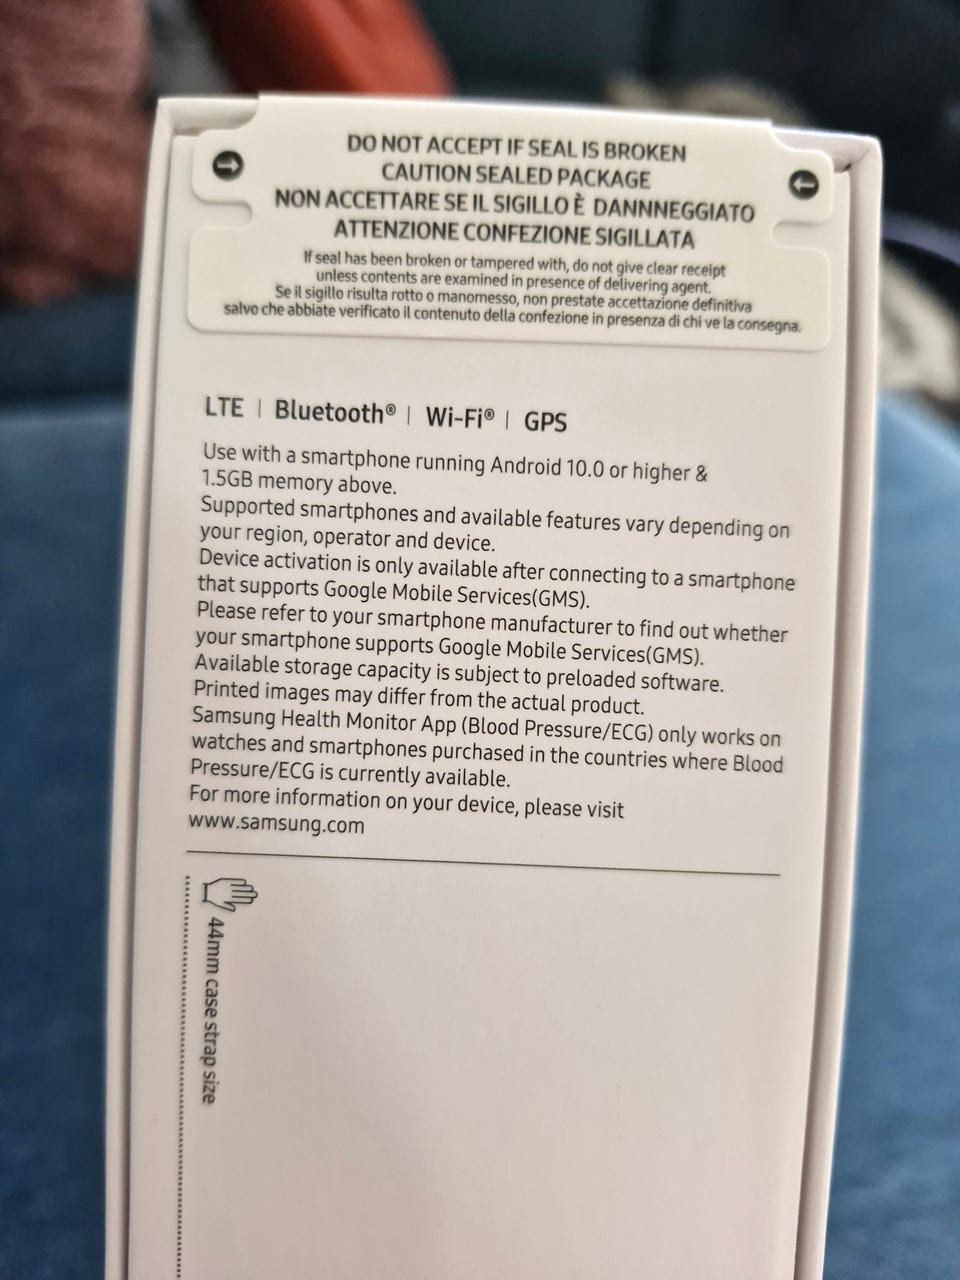 DO NOT ACCEPT IF SEAL IS BROKEN
CAUTION SEALED PACKAGE
NON ACCETTARE SE IL SIGILLO È DANNNEGGIATO
ATTENZIONE CONFEZIONE SIGILLATA
If seal has been broken or tampered with, do not give clear receipt
unless contents are examined in presence of delivering agent.
Se il sigillo risulta rotto o manomesso, non prestate accettazione definitiva
salvo che abbiate verificato il contenuto della confezione in presenza di chi ve la consegna.
LTE | Bluetooth® | Wi-Fi® | GPS
Use with a smartphone running Android 10.0 or higher &
1.5GB memory above.
Supported smartphones and available features vary depending on
your region, operator and device.
Device activation is only available after connecting to a smartphone
that supports Google Mobile Services(GMS).
Please refer to your smartphone manufacturer to find out whether
your smartphone supports Google Mobile Services(GMS).
Available storage capacity is subject to preloaded software.
Printed images may differ from the actual product.
Samsung Health Monitor App (Blood Pressure/ECG) only works on
watches and smartphones purchased in the countries where Blood
Pressure/ECG is currently available.
For more information on your device, please visit
www.samsung.com
44mm case strap size